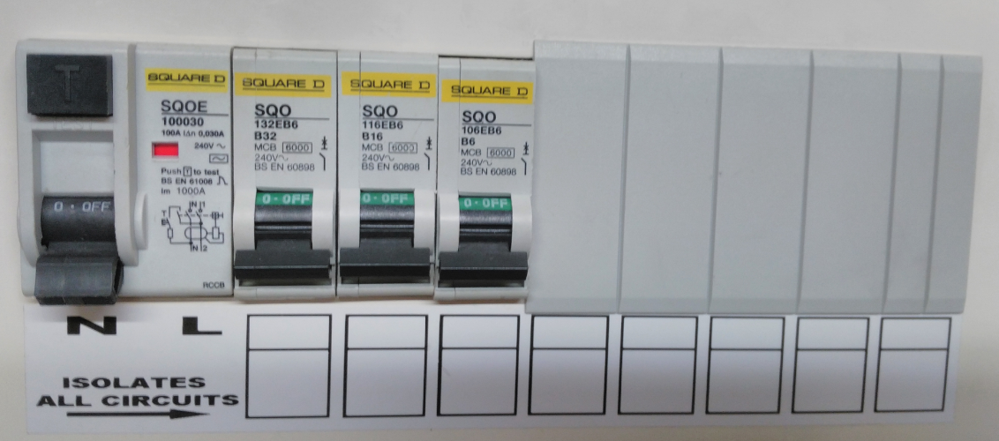 T
TEST
0 · OFF
SQUARE D
SQOE
100030
100A IΔn 0,030A
240V ~
Push T to test
BS EN 61008
Im 1000A
N 1
N 2
RCCB
SQUARE D
SQO
132EB6
B32
MCB 6000
240V~
BS EN 60898
0 · OFF
SQUARE D
SQO
116EB6
B16
MCB 6000
240V~
BS EN 60898
0 · OFF
SQUARE D
SQO
106EB6
B6
MCB 6000
240V~
BS EN 60898
0 · OFF
N L
ISOLATES
ALL CIRCUITS